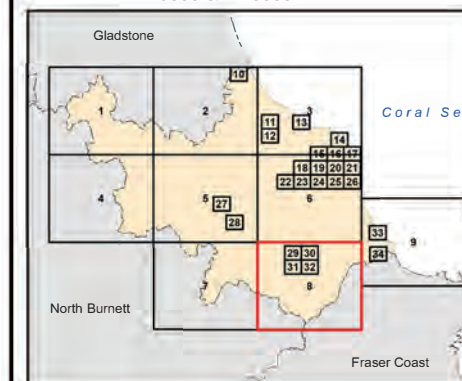 Gladstone
10
1 2 11 13 3
12
14
Coral Se
15 16 17
18 19 20 21
22 23 24 25 26
4 5 27 6
28
33
9
29 30 34
31 32
7 8
North Burnett
Fraser Coast